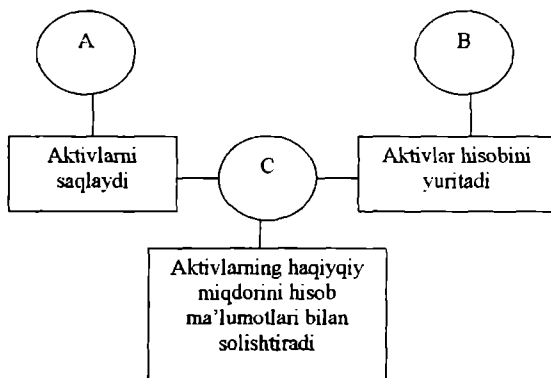 A
B
Aktivlarni
saqlaydi
C
Aktivlar hisobini
yuritadi
Aktivlarning haqiyqiy
miqdorini hisob
ma'lumotlari bilan
solishtiradi